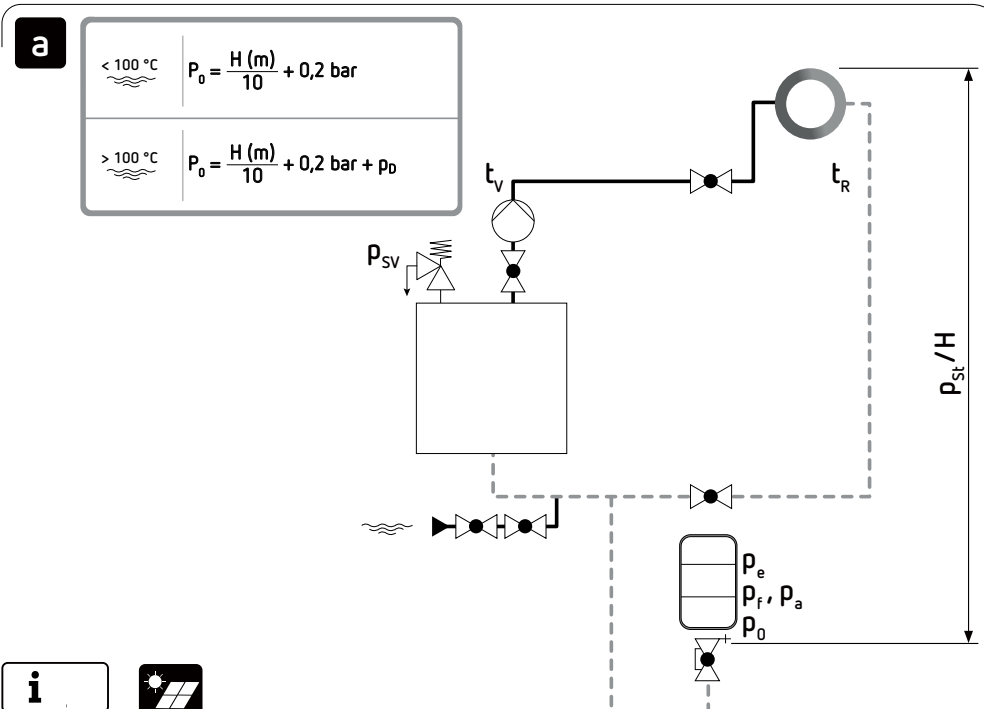 a
< 100 °C P₀ = H (m) / 10 + 0,2 bar
> 100 °C P₀ = H (m) / 10 + 0,2 bar + p_D
t_V
t_R
p_SV
p_St / H
p_e
p_f , p_a
p_0
i